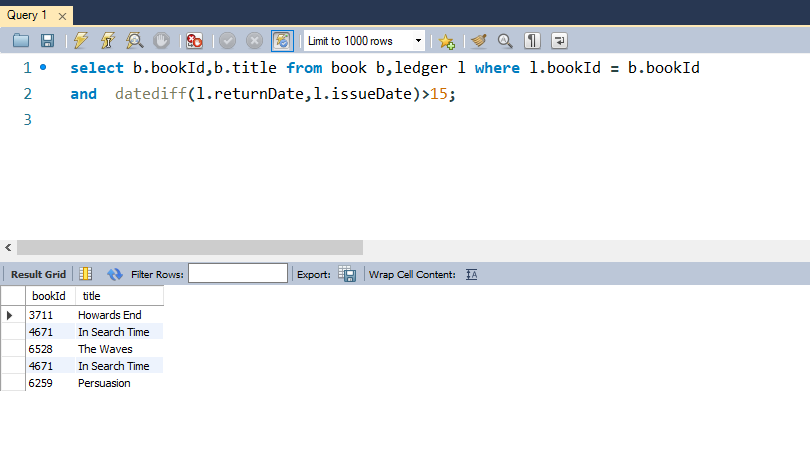 Query 1
Limit to 1000 rows
1 select b.bookId,b.title from book b,ledger l where l.bookId = b.bookId
2 and  datediff(l.returnDate,l.issueDate)>15;
3
Result Grid Filter Rows: Export: Wrap Cell Content:
bookId title
3711 Howards End
4671 In Search Time
6528 The Waves
4671 In Search Time
6259 Persuasion